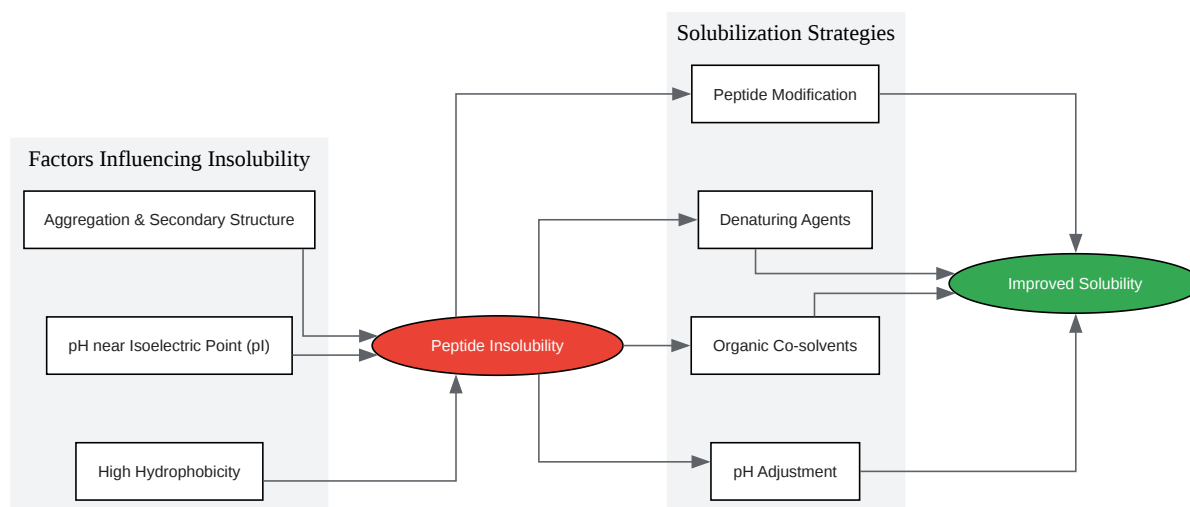 Factors Influencing Insolubility
Aggregation & Secondary Structure
pH near Isoelectric Point (pI)
High Hydrophobicity
Peptide Insolubility
Solubilization Strategies
Peptide Modification
Denaturing Agents
Organic Co-solvents
pH Adjustment
Improved Solubility